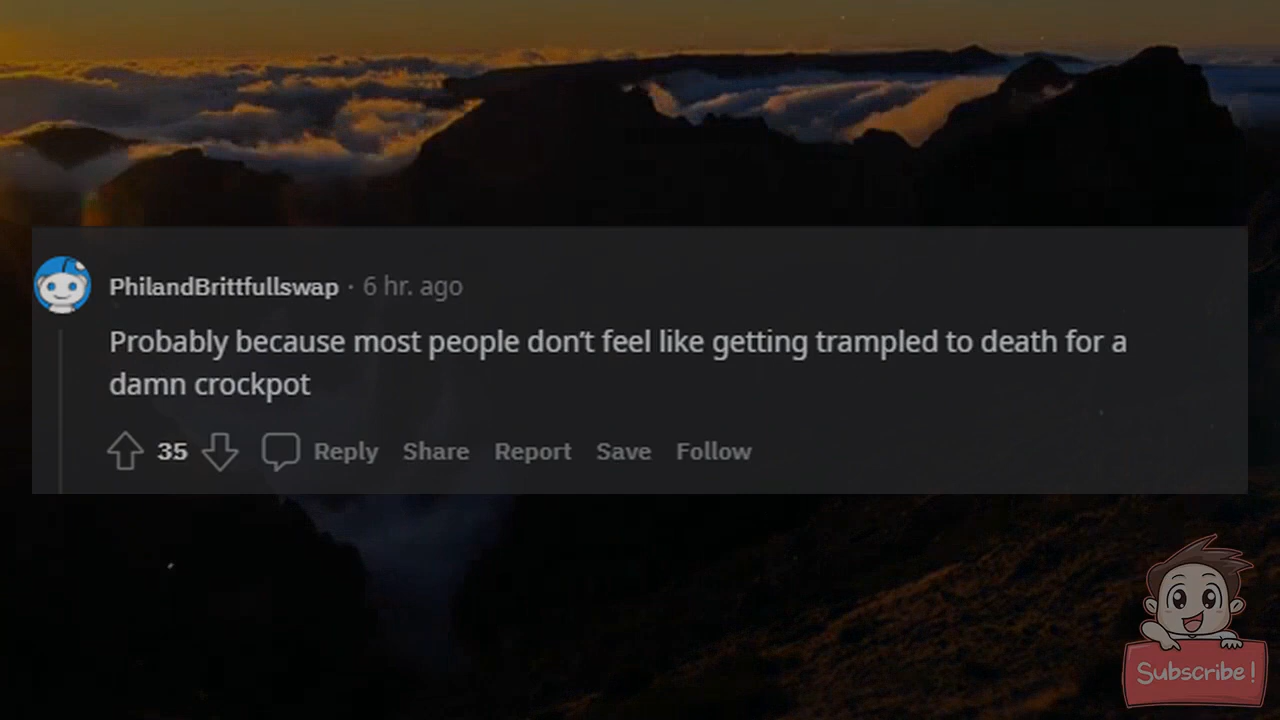 PhilandBrittfullswap · 6 hr. ago
Probably because most people don't feel like getting trampled to death for a
damn crockpot
35 Reply Share Report Save Follow
Subscribe!